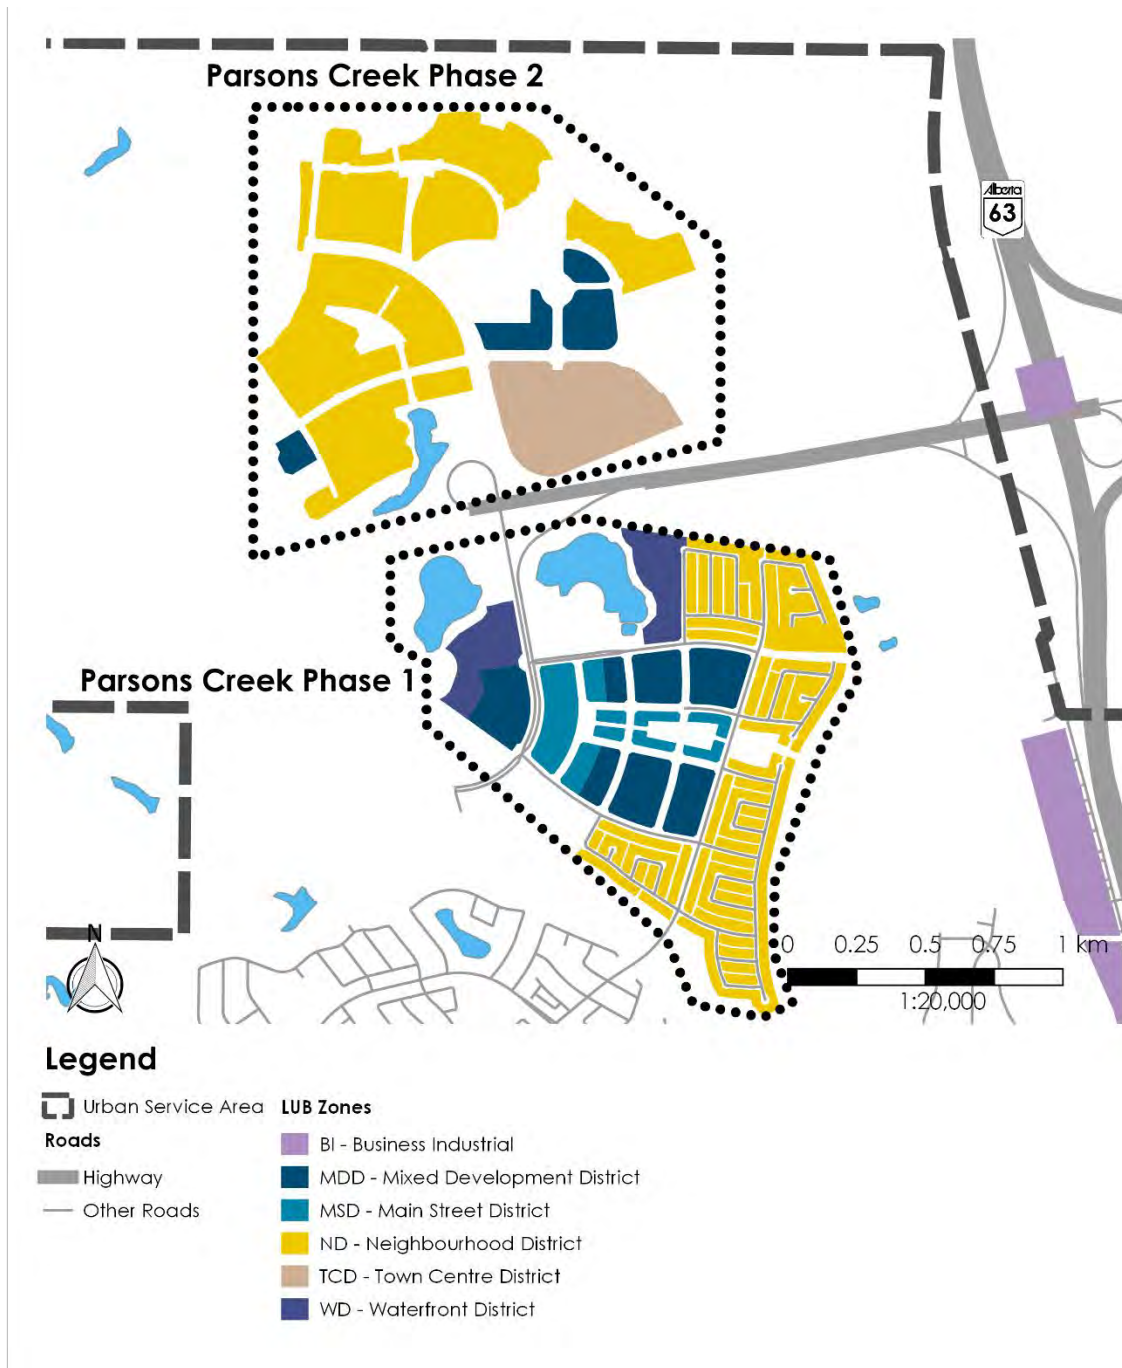 Parsons Creek Phase 2
Alberta
63
Parsons Creek Phase 1
N
0 0.25 0.5 0.75 1 km
1:20,000
Legend
Urban Service Area
Roads
Highway
Other Roads
LUB Zones
BI - Business Industrial
MDD - Mixed Development District
MSD - Main Street District
ND - Neighbourhood District
TCD - Town Centre District
WD - Waterfront District